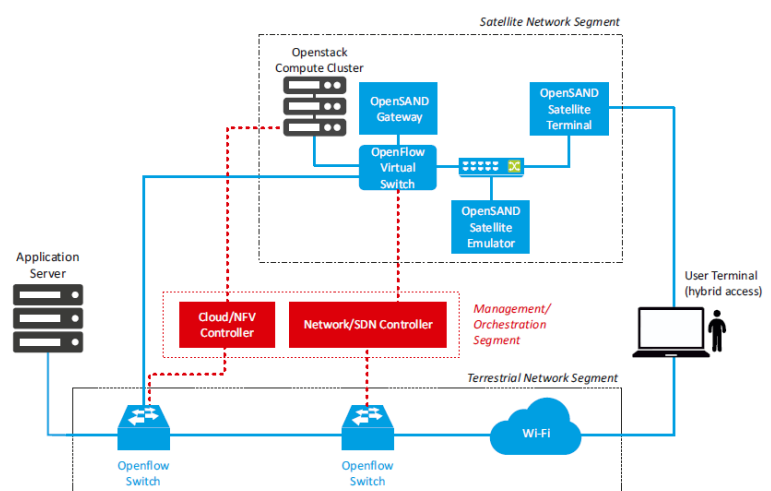 Satellite Network Segment
Openstack
Compute Cluster
OpenSAND
Gateway
OpenSAND
Satellite
Terminal
OpenFlow
Virtual
Switch
OpenSAND
Satellite
Emulator
Application
Server
User Terminal
(hybrid access)
Cloud/NFV
Controller
Network/SDN Controller
Management/
Orchestration
Segment
Terrestrial Network Segment
Wi-Fi
Openflow
Switch
Openflow
Switch